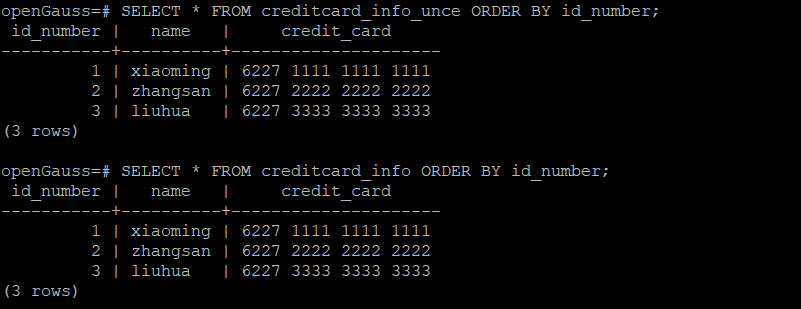 openGauss=# SELECT * FROM creditcard_info_unce ORDER BY id_number;
 id_number |   name   |     credit_card
-----------+----------+---------------------
         1 | xiaoming | 6227 1111 1111 1111
         2 | zhangsan | 6227 2222 2222 2222
         3 | liuhua   | 6227 3333 3333 3333
(3 rows)

openGauss=# SELECT * FROM creditcard_info ORDER BY id_number;
 id_number |   name   |     credit_card
-----------+----------+---------------------
         1 | xiaoming | 6227 1111 1111 1111
         2 | zhangsan | 6227 2222 2222 2222
         3 | liuhua   | 6227 3333 3333 3333
(3 rows)